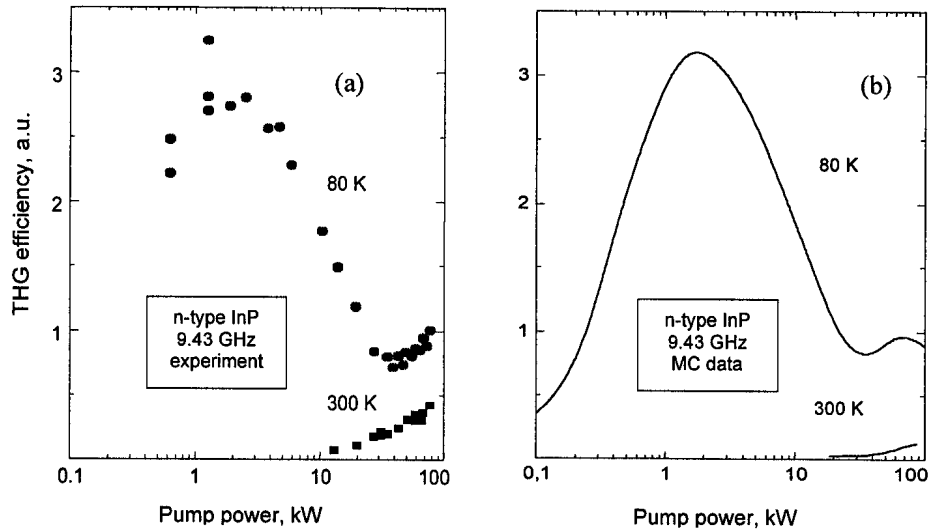 (a)
3
2
1
THG efficiency, a.u.
80 K
n-type InP
9.43 GHz
experiment
300 K
0.1
1
10
100
Pump power, kW
(b)
3
2
1
80 K
n-type InP
9.43 GHz
MC data
300 K
0,1
1
10
100
Pump power, kW